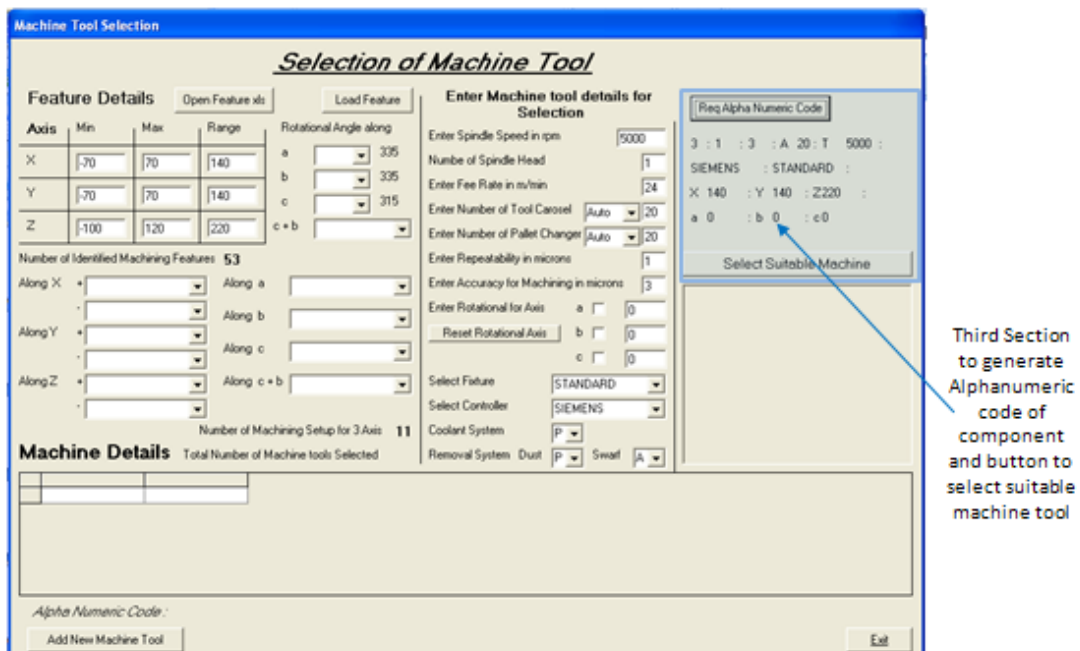 Machine Tool Selection
Selection of Machine Tool
Feature Details
Open Feature xls
Load Feature
Axis Min Max Range
X -70 70 140
Y -70 70 140
Z -100 120 220
Rotational Angle along
a 335
b 335
c 315
c + b
Number of Identified Machining Features 53
Along X +
-
Along Y +
-
Along Z +
-
Along a
Along b
Along c
Along c + b
Number of Machining Setup for 3 Axis 11
Enter Machine tool details for
Selection
Enter Spindle Speed in rpm 5000
Numbe of Spindle Head 1
Enter Fee Rate in m/min 24
Enter Number of Tool Carosel Auto 20
Enter Number of Pallet Changer Auto 20
Enter Repeatability in microns 1
Enter Accuracy for Machining in microns 3
Enter Rotational for Axis a 0
Reset Rotational Axis b 0
c 0
Select Fixture STANDARD
Select Controller SIEMENS
Coolant System P
Removal System Dust P Swarf A
Req Alpha Numeric Code
3 : 1 : 3 : A 20 : T 5000 :
SIEMENS : STANDARD :
X 140 : Y 140 : Z220 :
a 0 : b 0 : c0
Select Suitable Machine
Machine Details Total Number of Machine tools Selected
Alpha Numeric Code :
Add New Machine Tool
Exit
Third Section
to generate
Alphanumeric
code of
component
and button to
select suitable
machine tool